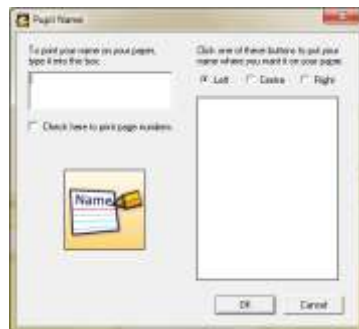 Pupil Name
To print your name on your paper,
type it into the box.
Check here to print page numbers.
Name
Click one of these buttons to put your
name where you want it on your paper.
Left Centre Right
OK Cancel